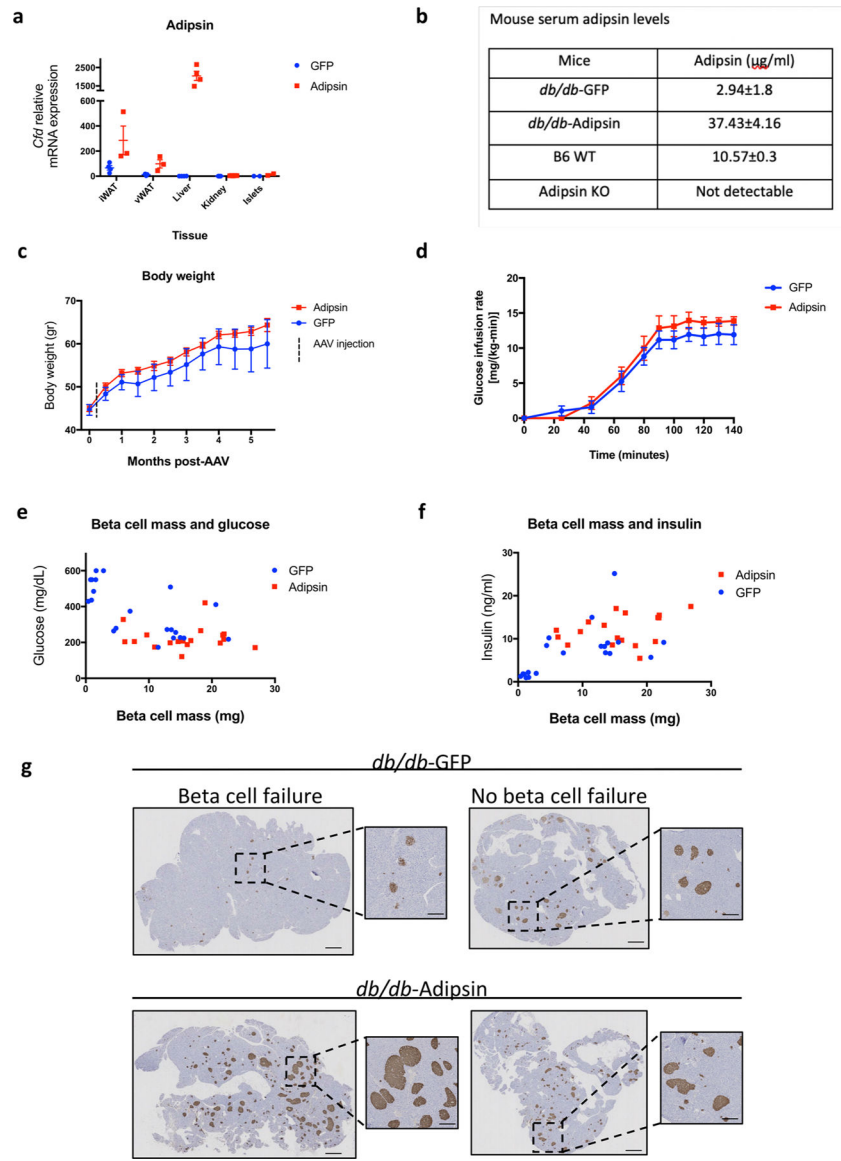 a
Adipsin
Cfd relative
mRNA expression
2500
1500
600
400
200
0
iWAT
vWAT
Liver
Kidney
Islets
Tissue
GFP
Adipsin
b
Mouse serum adipsin levels
Mice Adipsin (ug/ml)
db/db-GFP 2.94±1.8
db/db-Adipsin 37.43±4.16
B6 WT 10.57±0.3
Adipsin KO Not detectable
c
Body weight
Body weight (gr)
70
60
50
40
0 1 2 3 4 5
Months post-AAV
Adipsin
GFP
AAV injection
d
Glucose infusion rate
[mg/(kg-min)]
20
15
10
5
0
0 20 40 60 80 100 120 140
Time (minutes)
GFP
Adipsin
e
Beta cell mass and glucose
Glucose (mg/dL)
600
400
200
0
0 10 20 30
Beta cell mass (mg)
GFP
Adipsin
f
Beta cell mass and insulin
Insulin (ng/ml)
30
20
10
0
0 10 20 30
Beta cell mass (mg)
Adipsin
GFP
g
db/db-GFP
Beta cell failure No beta cell failure
db/db-Adipsin